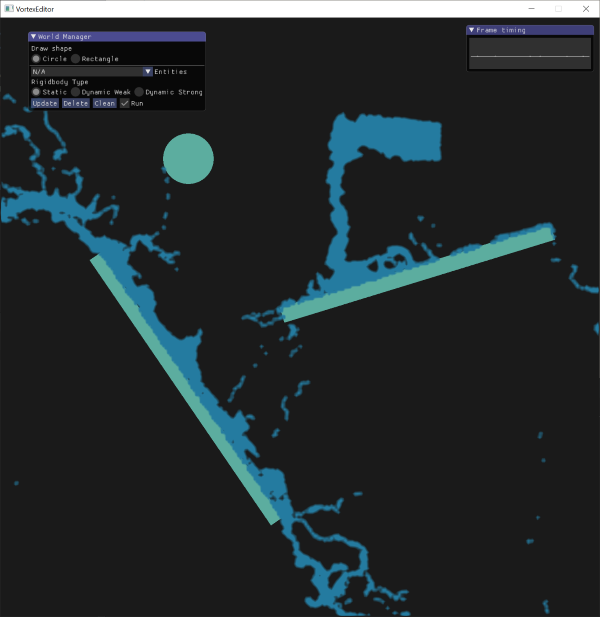 VortexEditor
World Manager
Draw shape
Circle Rectangle
N/A Entities
Rigidbody Type
Static Dynamic Weak Dynamic Strong
Update Delete Clean Run
Frame timing